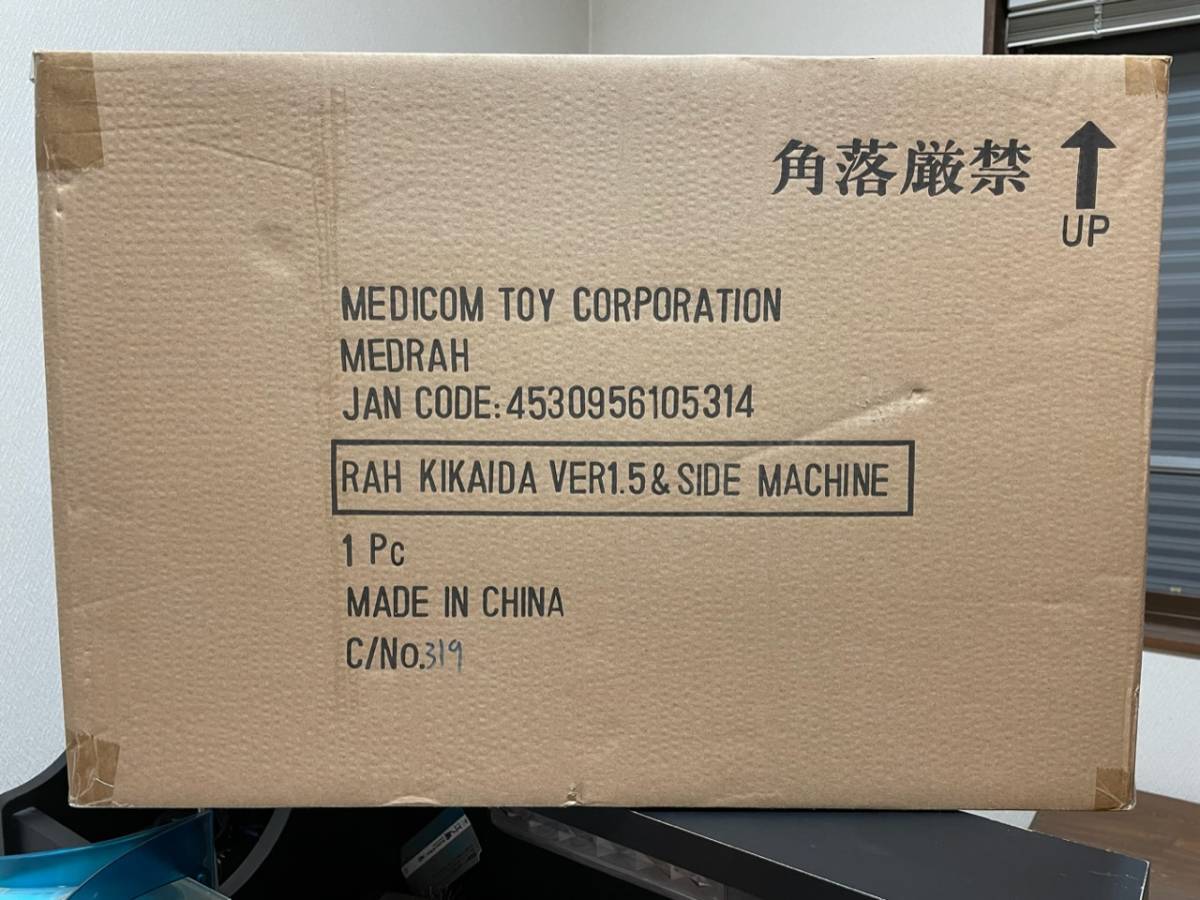 角落厳禁
UP
MEDICOM TOY CORPORATION
MEDRAH
JAN CODE:4530956105314
RAH KIKAIDA VER1.5 & SIDE MACHINE
1 Pc
MADE IN CHINA
C/No.319